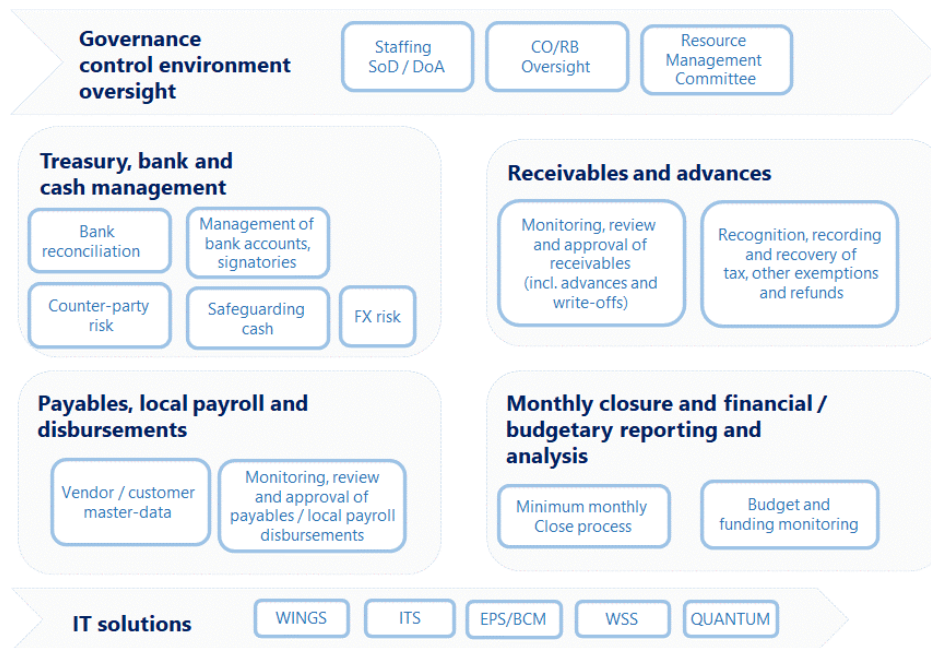 Governance
control environment
oversight
Staffing
SoD / DoA
CO/RB
Oversight
Resource
Management
Committee
Treasury, bank and
cash management
Bank
reconciliation
Management of
bank accounts,
signatories
Counter-party
risk
Safeguarding
cash
FX risk
Receivables and advances
Monitoring, review
and approval of
receivables
(incl. advances and
write-offs)
Recognition, recording
and recovery of
tax, other exemptions
and refunds
Payables, local payroll and
disbursements
Vendor / customer
master-data
Monitoring, review
and approval of
payables / local payroll
disbursements
Monthly closure and financial /
budgetary reporting and
analysis
Minimum monthly
Close process
Budget and
funding monitoring
IT solutions
WINGS
ITS
EPS/BCM
WSS
QUANTUM